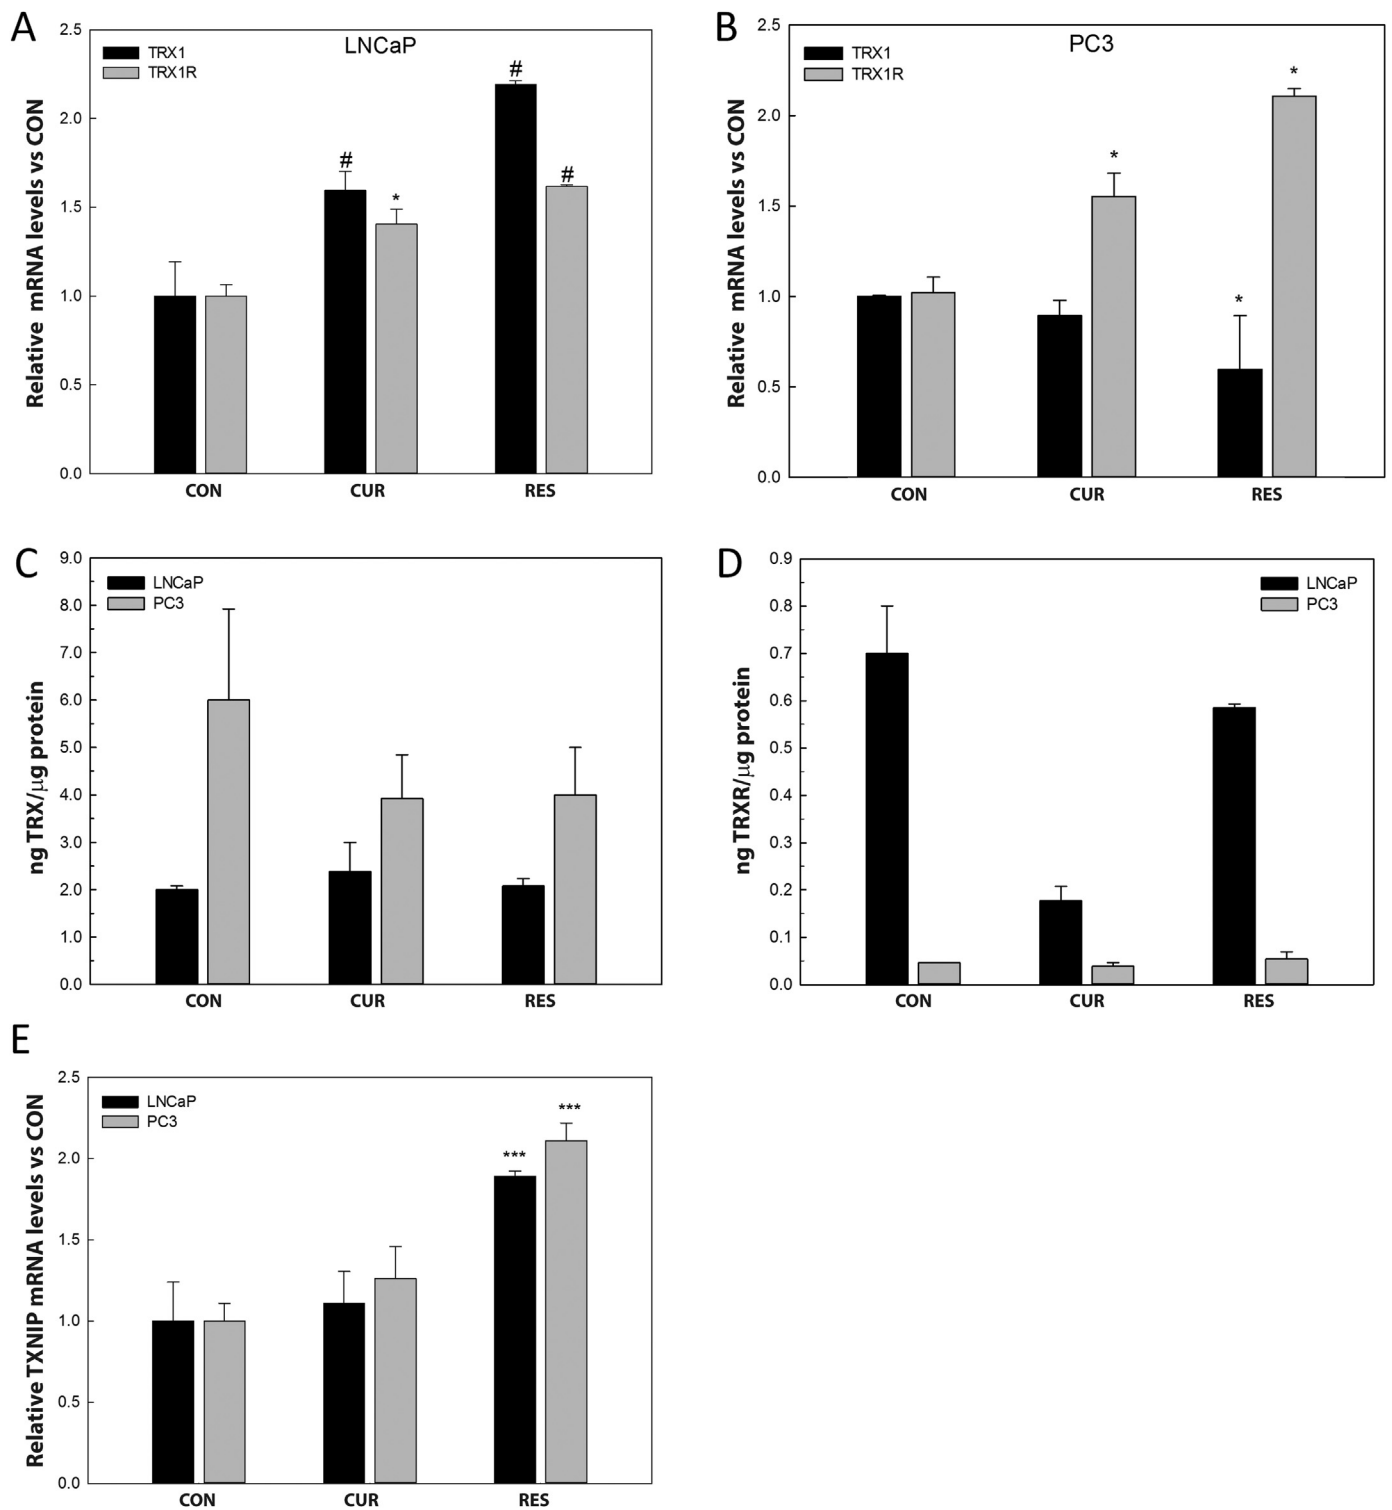 A
LNCaP
TRX1
TRX1R
Relative mRNA levels vs CON
2.5
2.0
1.5
1.0
0.5
0.0
#
*
#
#
CON CUR RES
B
PC3
TRX1
TRX1R
Relative mRNA levels vs CON
2.5
2.0
1.5
1.0
0.5
0.0
*
*
*
CON CUR RES
C
LNCaP
PC3
ng TRX/μg protein
9.0
8.0
7.0
6.0
5.0
4.0
3.0
2.0
1.0
0.0
CON CUR RES
D
LNCaP
PC3
ng TRXR/μg protein
0.9
0.8
0.7
0.6
0.5
0.4
0.3
0.2
0.1
0.0
CON CUR RES
E
LNCaP
PC3
Relative TXNIP mRNA levels vs CON
2.5
2.0
1.5
1.0
0.5
0.0
***
***
CON CUR RES